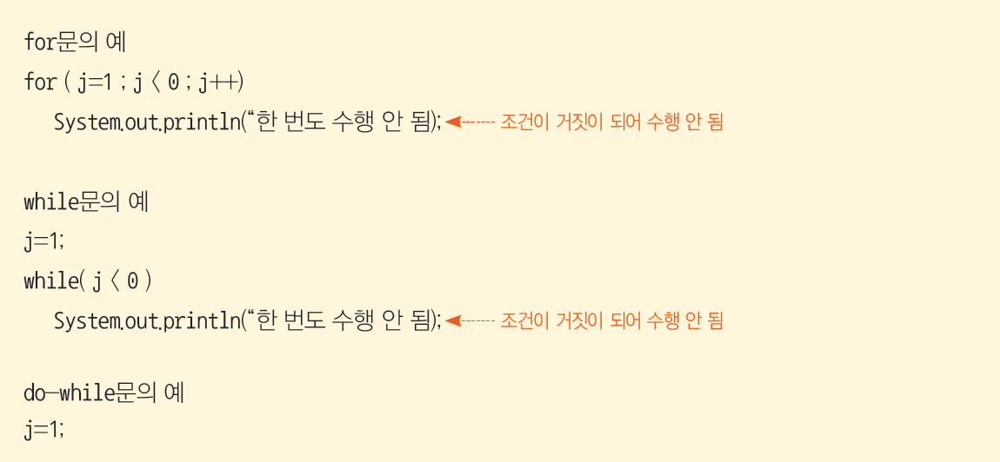 for문의 예
for ( j=1 ; j < 0 ; j++)
System.out.println(“한 번도 수행 안 됨); 조건이 거짓이 되어 수행 안 됨
while문의 예
j=1;
while( j < 0 )
System.out.println(“한 번도 수행 안 됨); 조건이 거짓이 되어 수행 안 됨
do-while문의 예
j=1;